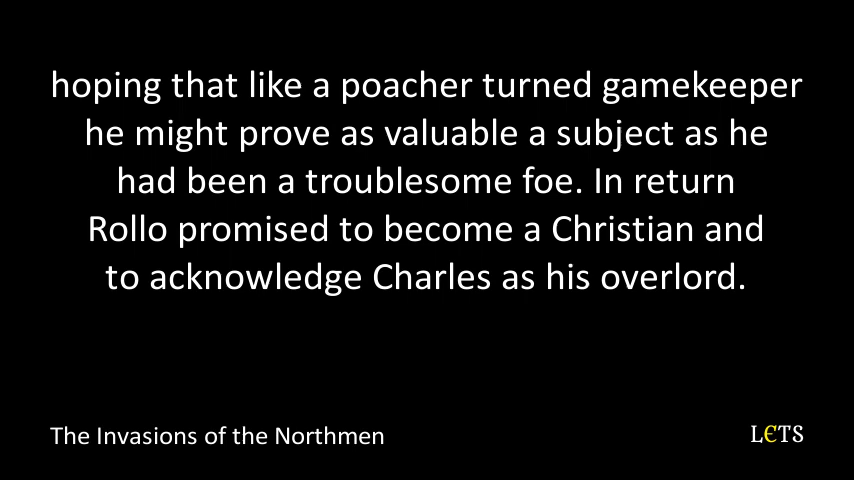 hoping that like a poacher turned gamekeeper
he might prove as valuable a subject as he
had been a troublesome foe. In return
Rollo promised to become a Christian and
to acknowledge Charles as his overlord.
The Invasions of the Northmen
LETS